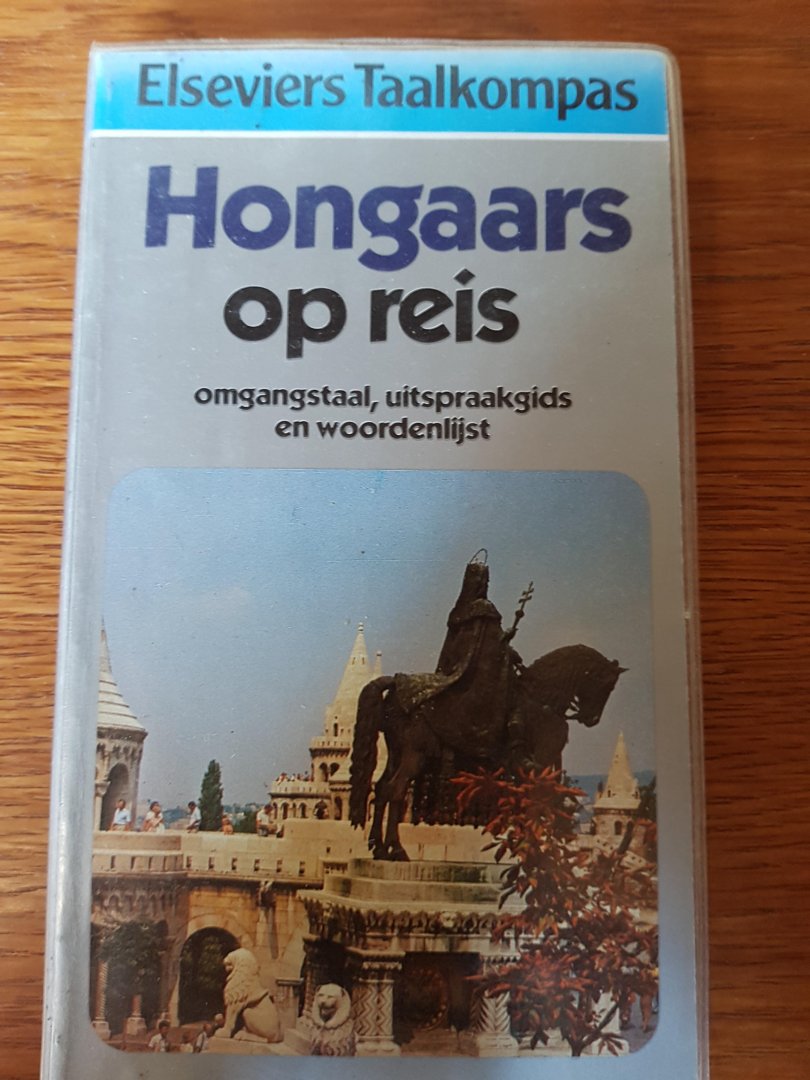 Elseviers Taalkompas
Hongaars
op reis
omgangstaal, uitspraakgids
en woordenlijst